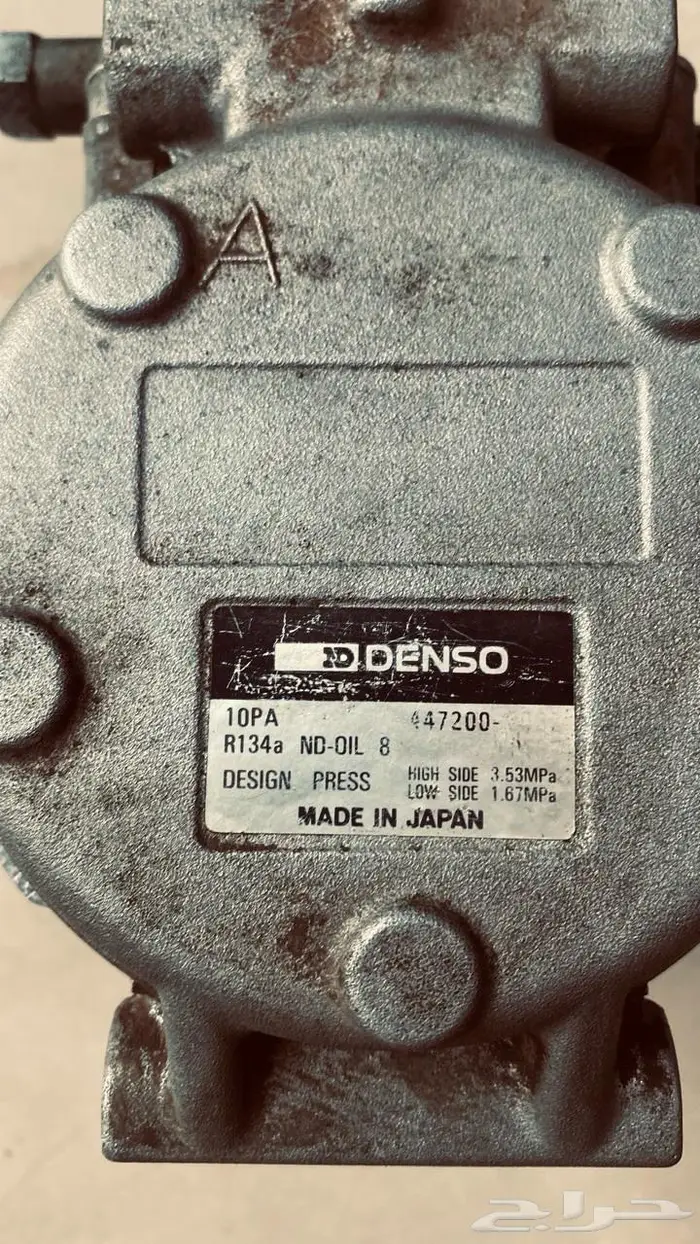 A
ND DENSO
10PA 447200-
R134a ND-OIL 8
DESIGN PRESS HIGH SIDE 3.53MPa
LOW SIDE 1.67MPa
MADE IN JAPAN
حراج